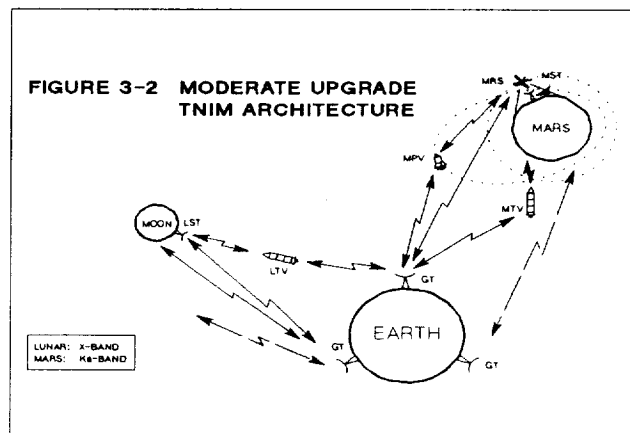 FIGURE 3-2 MODERATE UPGRADE
TNIM ARCHITECTURE
MRS
MST
MARS
MPV
MTV
MOON
LST
LTV
GT
EARTH
GT
GT
LUNAR: X-BAND
MARS: Ka-BAND